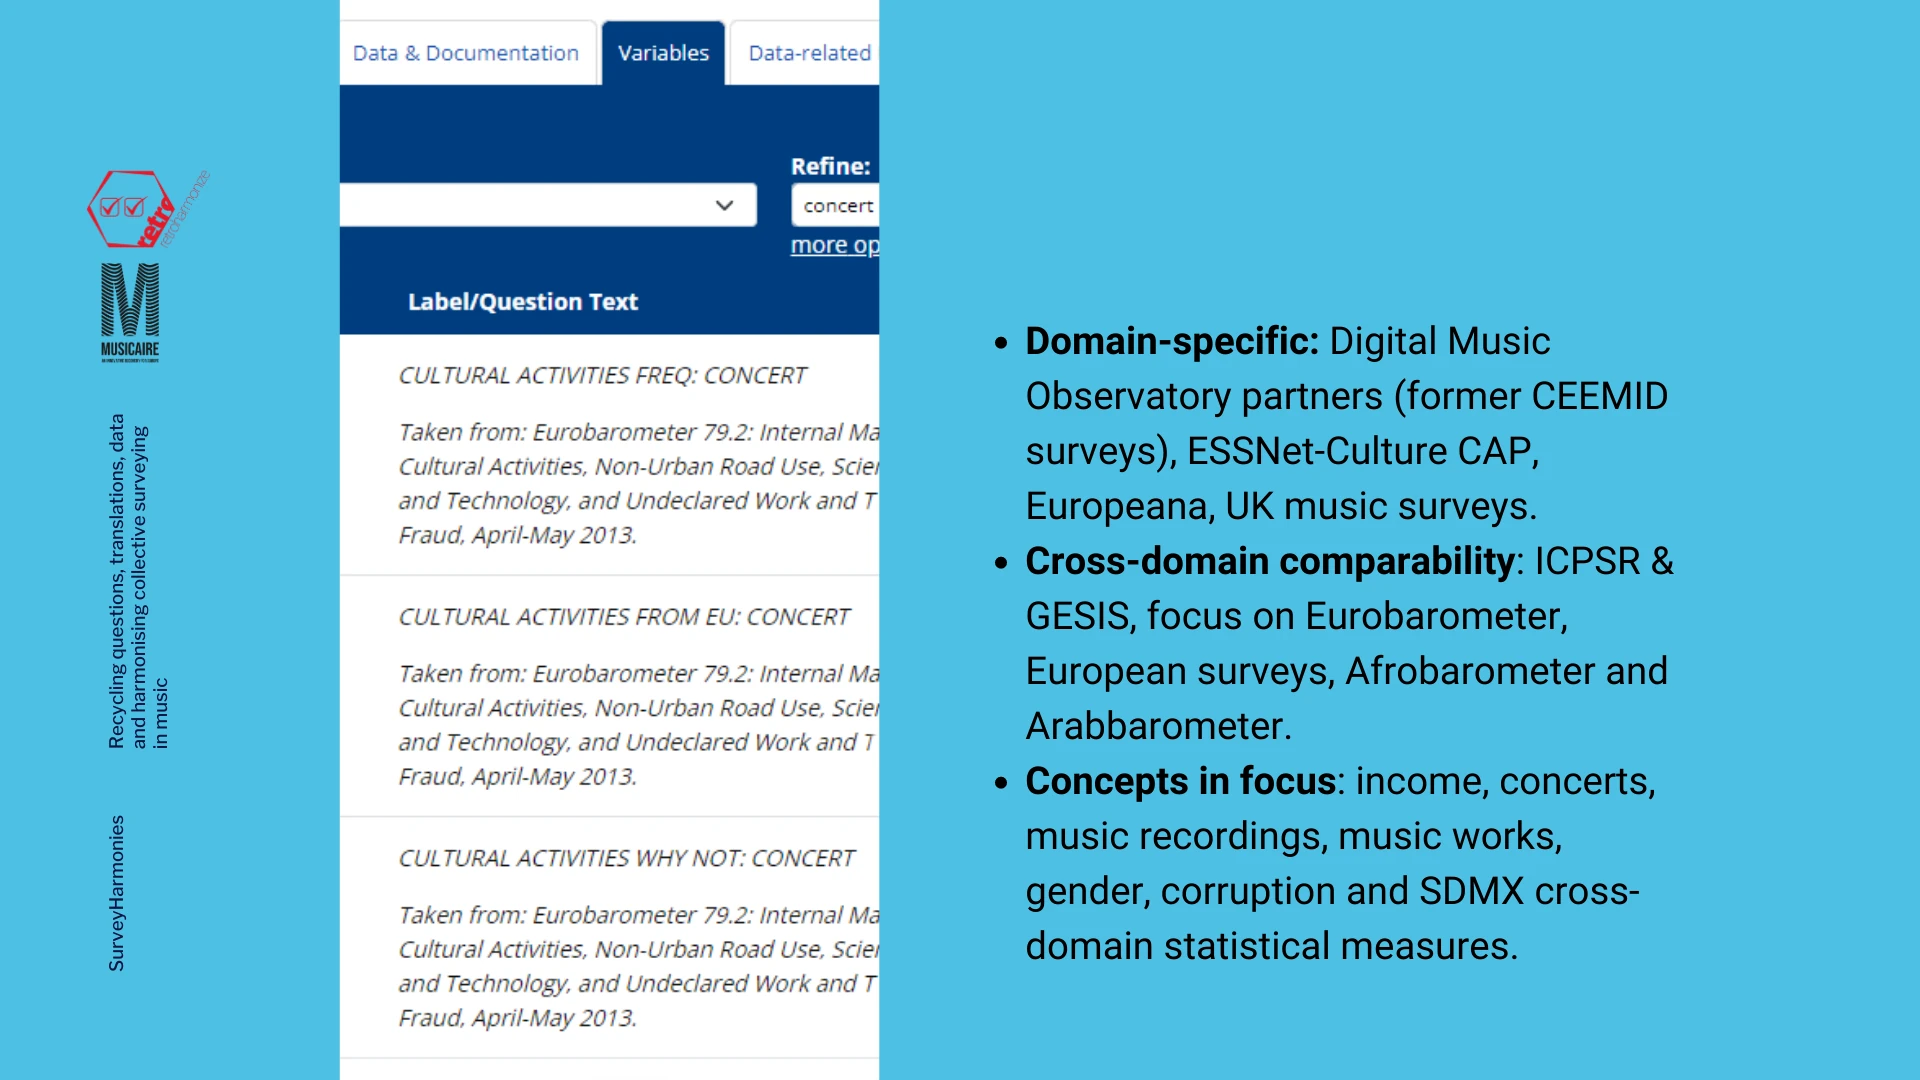 retro
retroharmonize
MUSICAIRE
Recycling questions, translations, data
and harmonising collective surveying
in music
SurveyHarmonies
Data & Documentation
Variables
Data-related
Refine:
concert
more op
Label/Question Text
CULTURAL ACTIVITIES FREQ: CONCERT
Taken from: Eurobarometer 79.2: Internal Ma
Cultural Activities, Non-Urban Road Use, Scien
and Technology, and Undeclared Work and T
Fraud, April-May 2013.
CULTURAL ACTIVITIES FROM EU: CONCERT
Taken from: Eurobarometer 79.2: Internal Ma
Cultural Activities, Non-Urban Road Use, Scien
and Technology, and Undeclared Work and T
Fraud, April-May 2013.
CULTURAL ACTIVITIES WHY NOT: CONCERT
Taken from: Eurobarometer 79.2: Internal Ma
Cultural Activities, Non-Urban Road Use, Scien
and Technology, and Undeclared Work and T
Fraud, April-May 2013.
• Domain-specific: Digital Music
Observatory partners (former CEEMID
surveys), ESSNet-Culture CAP,
Europeana, UK music surveys.
• Cross-domain comparability: ICPSR &
GESIS, focus on Eurobarometer,
European surveys, Afrobarometer and
Arabbarometer.
• Concepts in focus: income, concerts,
music recordings, music works,
gender, corruption and SDMX cross-
domain statistical measures.